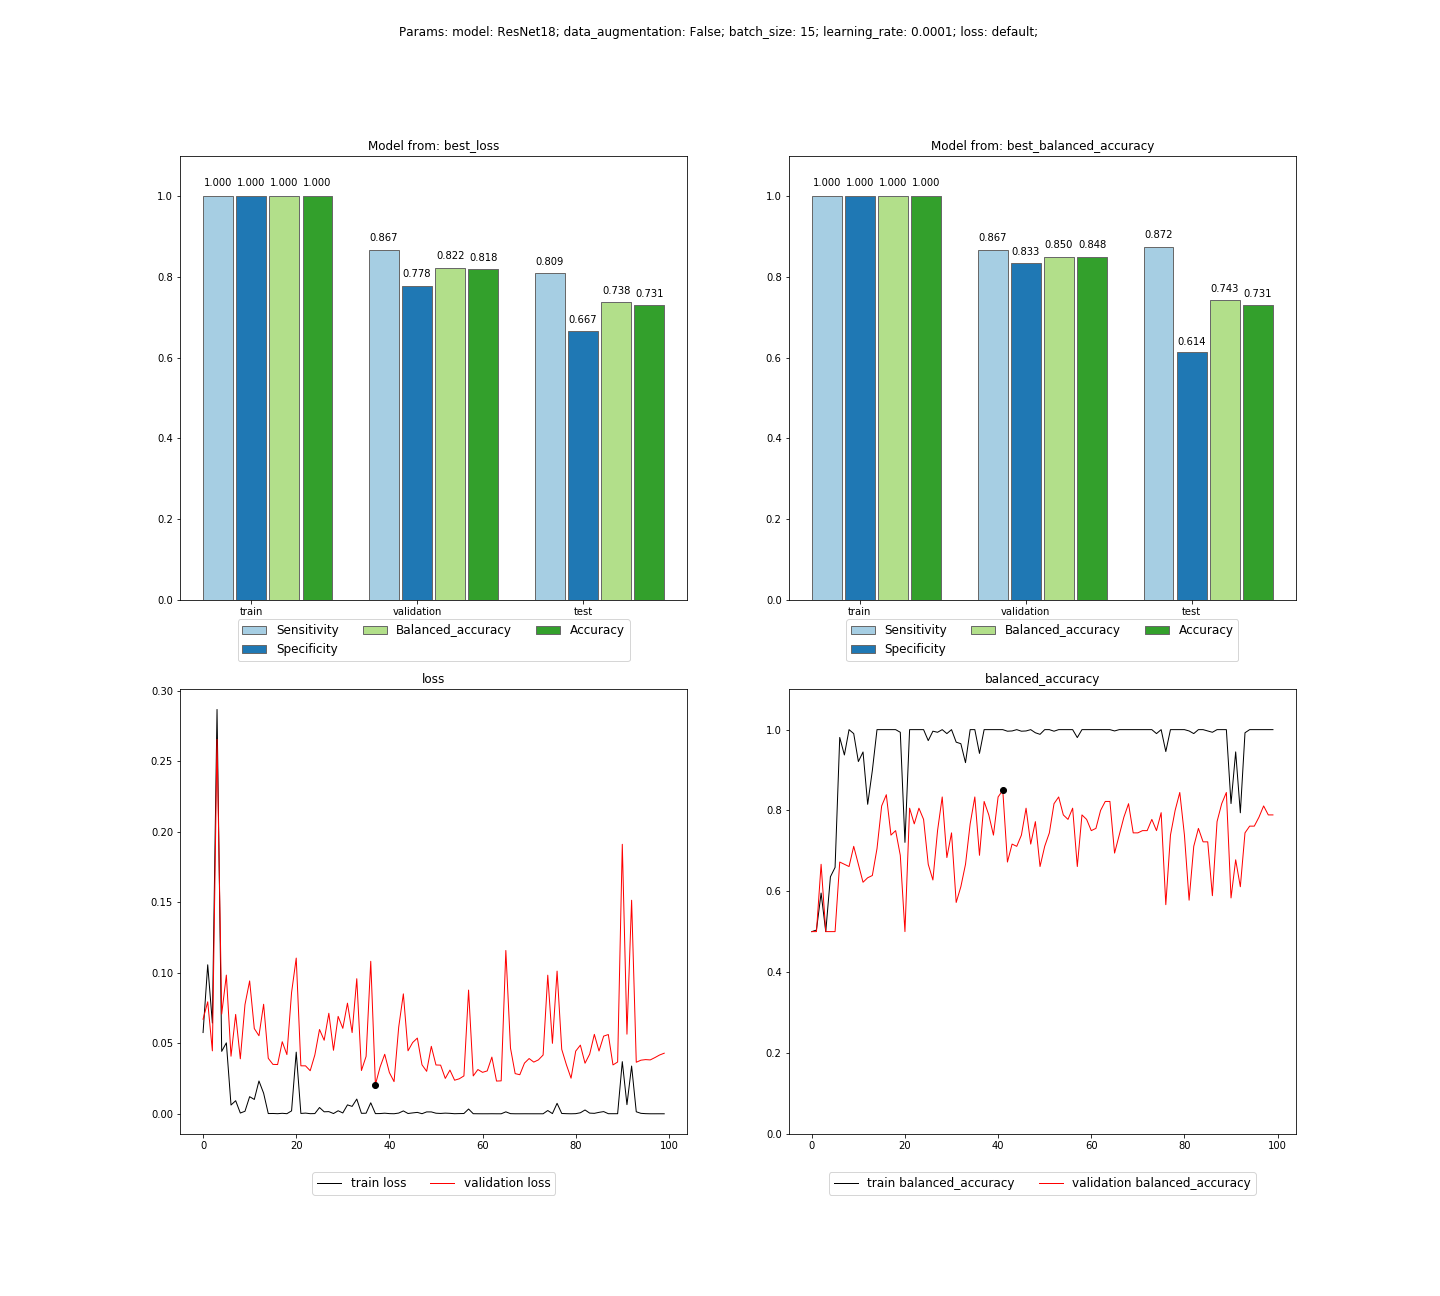 Params: model: ResNet18; data_augmentation: False; batch_size: 15; learning_rate: 0.0001; loss: default;
Model from: best_loss
1.0
0.8
0.6
0.4
0.2
0.0
1.000 1.000 1.000 1.000
0.867 0.778 0.822 0.818
0.809 0.667 0.738 0.731
train validation test
Sensitivity Balanced_accuracy Accuracy
Specificity
Model from: best_balanced_accuracy
1.0
0.8
0.6
0.4
0.2
0.0
1.000 1.000 1.000 1.000
0.867 0.833 0.850 0.848
0.872 0.614 0.743 0.731
train validation test
Sensitivity Balanced_accuracy Accuracy
Specificity
loss
0.30
0.25
0.20
0.15
0.10
0.05
0.00
0 20 40 60 80 100
train loss validation loss
balanced_accuracy
1.0
0.8
0.6
0.4
0.2
0.0
0 20 40 60 80 100
train balanced_accuracy validation balanced_accuracy